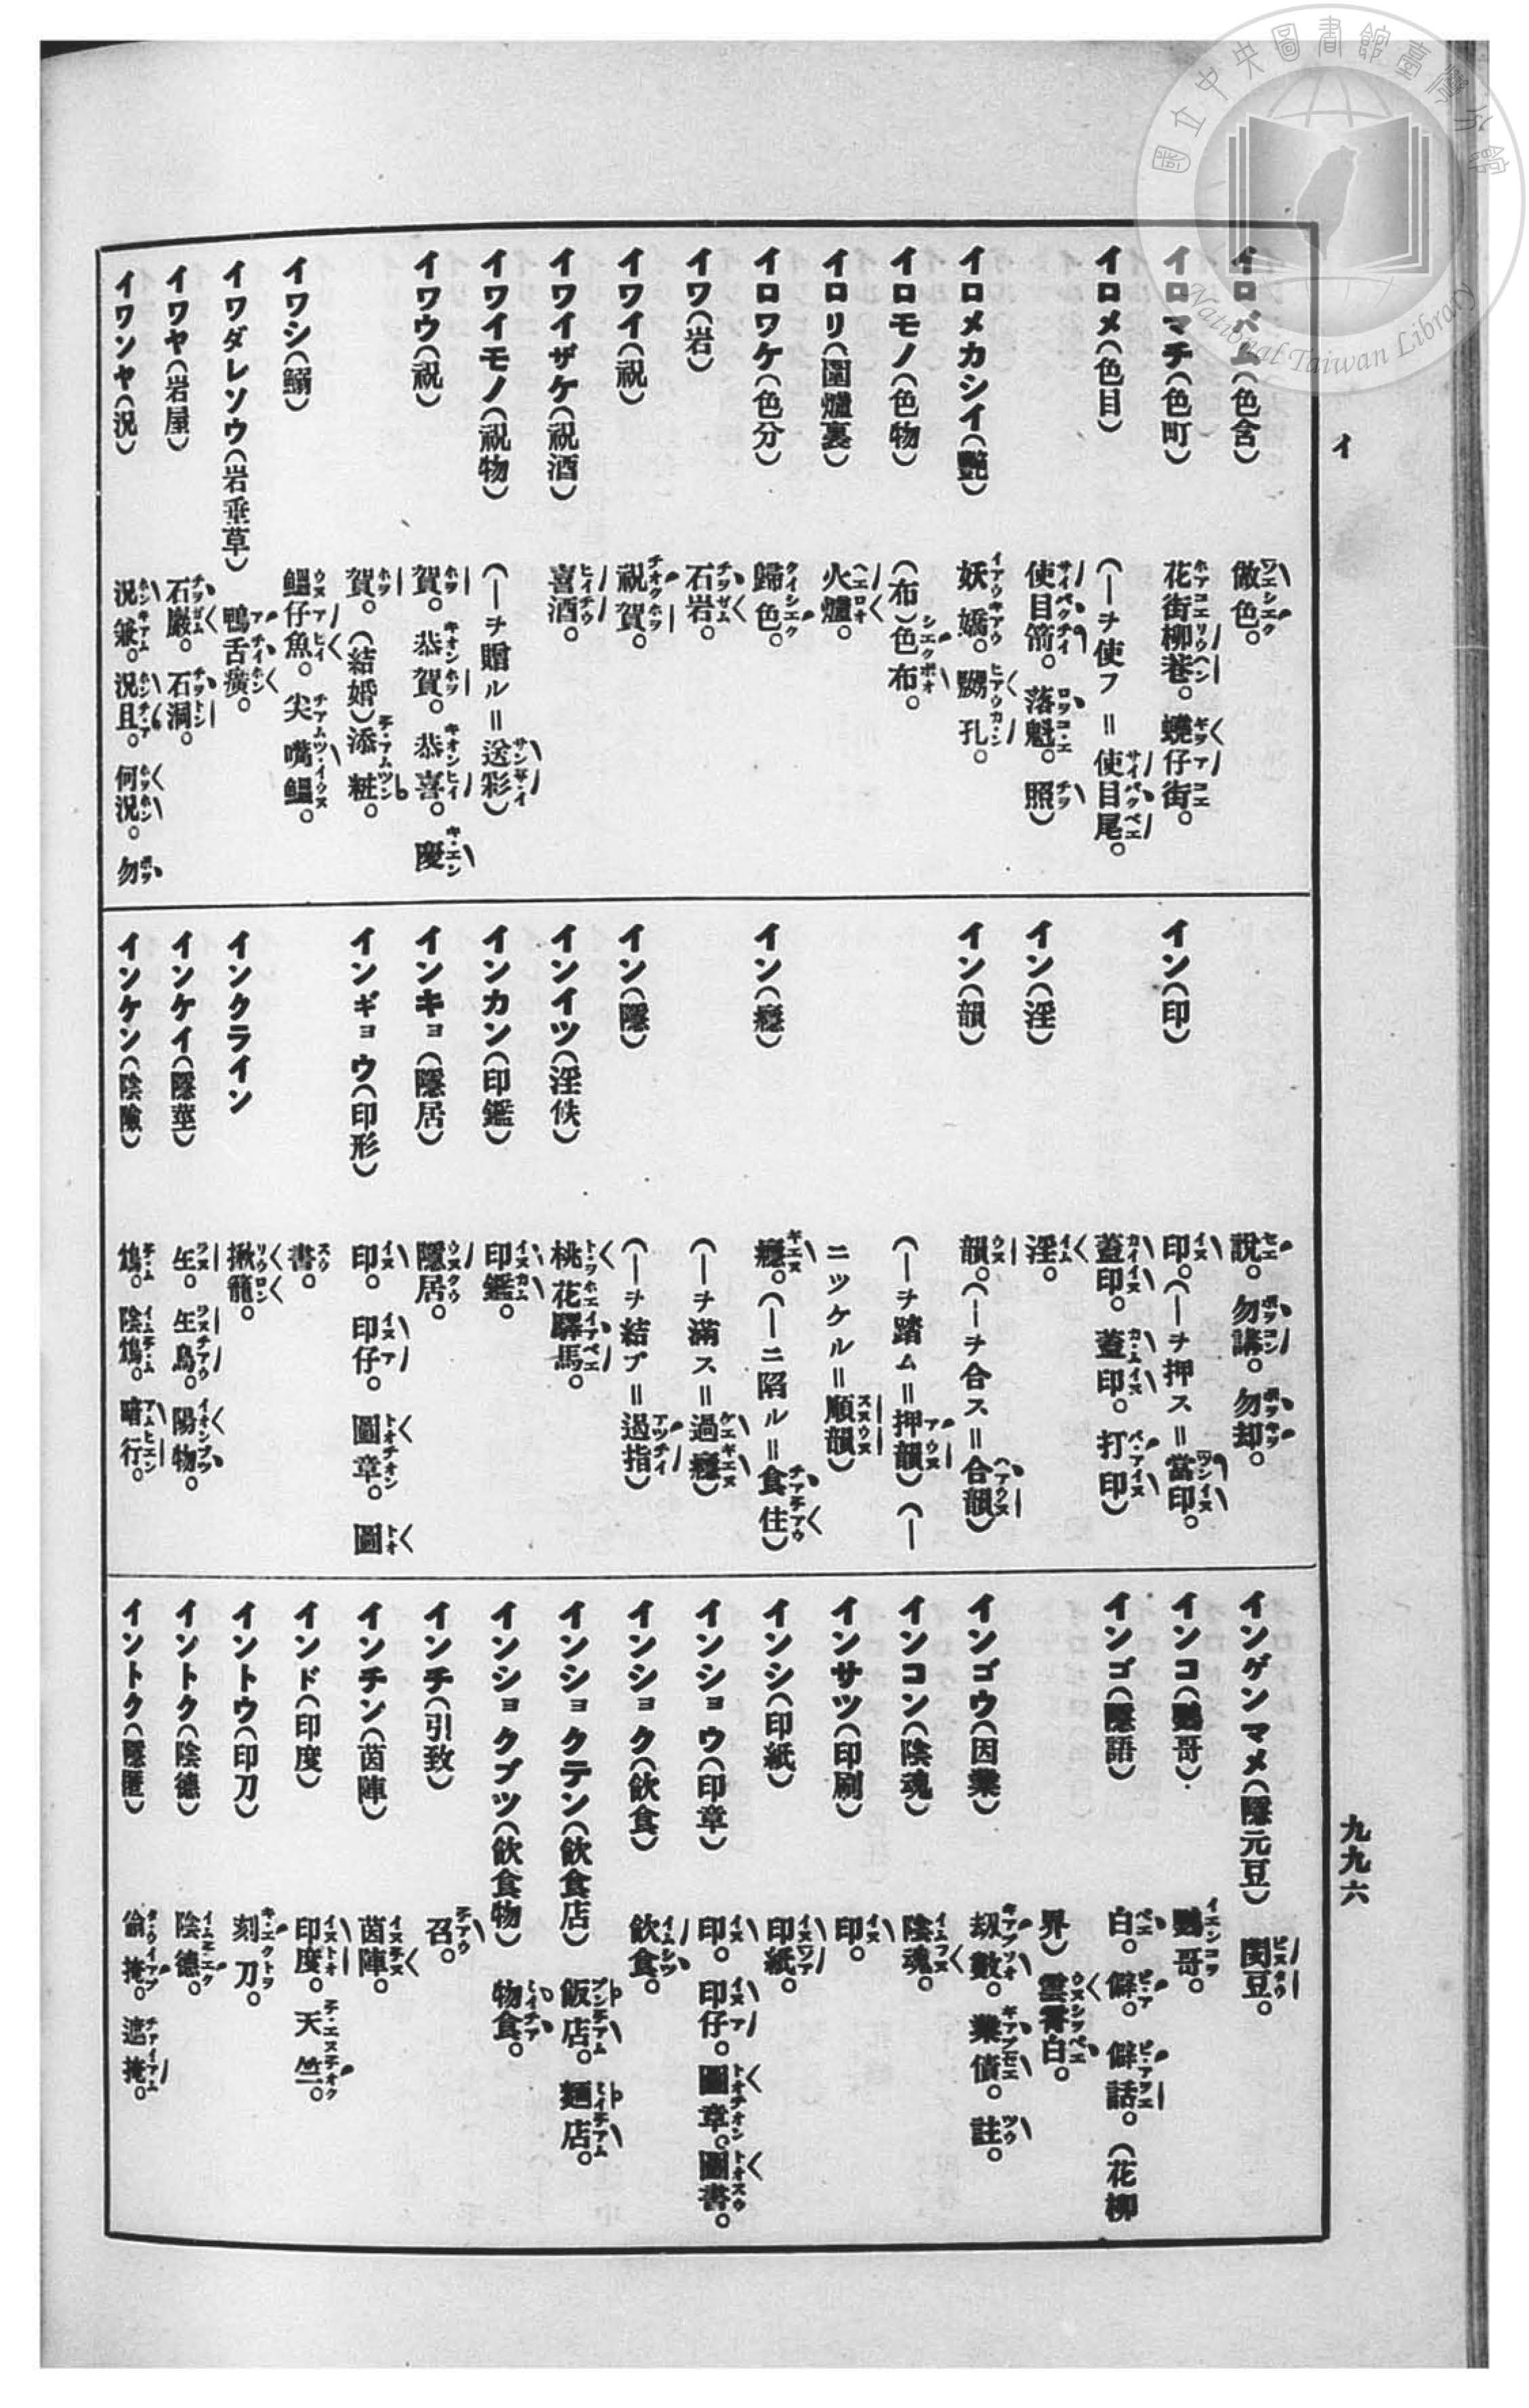 國立中央圖書館臺灣分館
National Taiwan Library
イ
九九六
イロバム(色含) 傲色。
イロマチ(色町) 花街柳巷。蟯仔街。
イロメ(色目) (―ヲ使フ＝使目尾。
使目箭。落魁。照)
イロメカシイ(艶) 妖嬌。嬲孔。
イロモノ(色物) (布)色布。
イロリ(圍爐裏) 火爐。
イロワケ(色分) 歸色。
イワ(岩) 石岩。
イワイ(祝) 祝賀。
イワイザケ(祝酒) 喜酒。
イワイモノ(祝物) (―ヲ贈ル＝送彩)
イワウ(祝) 賀。恭賀。恭喜。慶
賀。(結婚)添粧。
イワシ(鰯) 鰮仔魚。尖嘴鰮。
イワダレソウ(岩垂草) 鴨舌癀。
イワヤ(岩屋) 石巖。石洞。
イワンヤ(況) 況兼。況且。何況。勿
說。勿講。勿却。
イン(印) 印。(―ヲ押ス＝當印。
蓋印。蓋印。打印)
イン(淫) 淫。
イン(韻) 韻。(―ヲ合ス＝合韻)
(―ヲ踏ム＝押韻)(―
ニツケル＝順韻)
イン(癮) 癮。(―ニ陷ル＝食住)
(―ヲ滿ス＝過癮)
イン(隱) (―ヲ結ブ＝過指)
インイツ(淫佚) 桃花驛馬。
インカン(印鑑) 印鑑。
インキョ(隱居) 隱居。
インギョウ(印形) 印。印仔。圖章。圖
書。
インクライン 揪籠。
インケイ(隱莖) 𡳞。𡳞鳥。陽物。
インケン(陰險) 鴆。陰鴆。暗行。
インゲンマメ(隱元豆) 閔豆。
インコ(鸚哥) 鸚哥。
インゴ(隱語) 白。僻。僻話。(花柳
界)雲霄白。
インゴウ(因業) 刼數。業債。註。
インコン(陰魂) 陰魂。
インサツ(印刷) 印。
インシ(印紙) 印紙。
インショウ(印章) 印。印仔。圖章。圖書。
インショク(飲食) 飲食。
インショクテン(飲食店) 飯店。麵店。
インショクブツ(飲食物) 物食。
インチ(引致) 召。
インチン(茵陣) 茵陣。
インド(印度) 印度。天竺。
イントウ(印刀) 刻刀。
イントク(陰德) 陰德。
イントク(隱匿) 偷掩。遮掩。